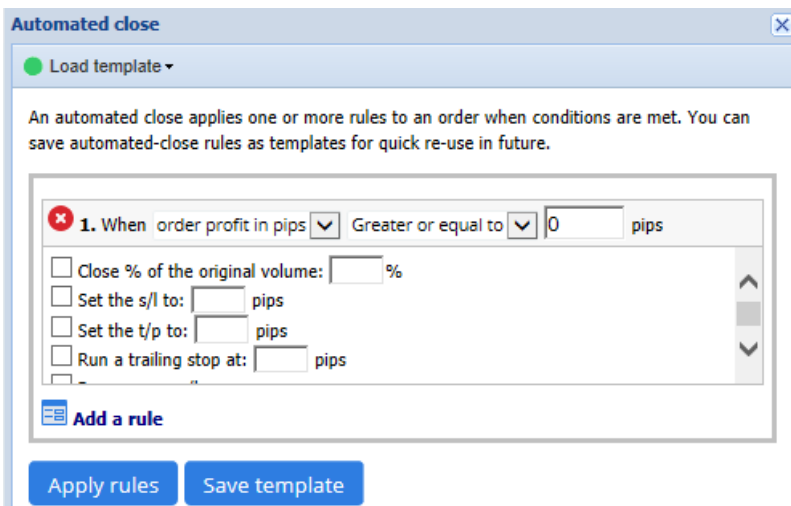 Automated close
Load template
An automated close applies one or more rules to an order when conditions are met. You can
save automated-close rules as templates for quick re-use in future.
1. When order profit in pips Greater or equal to 0 pips
Close % of the original volume: %
Set the s/l to: pips
Set the t/p to: pips
Run a trailing stop at: pips
Add a rule
Apply rules Save template